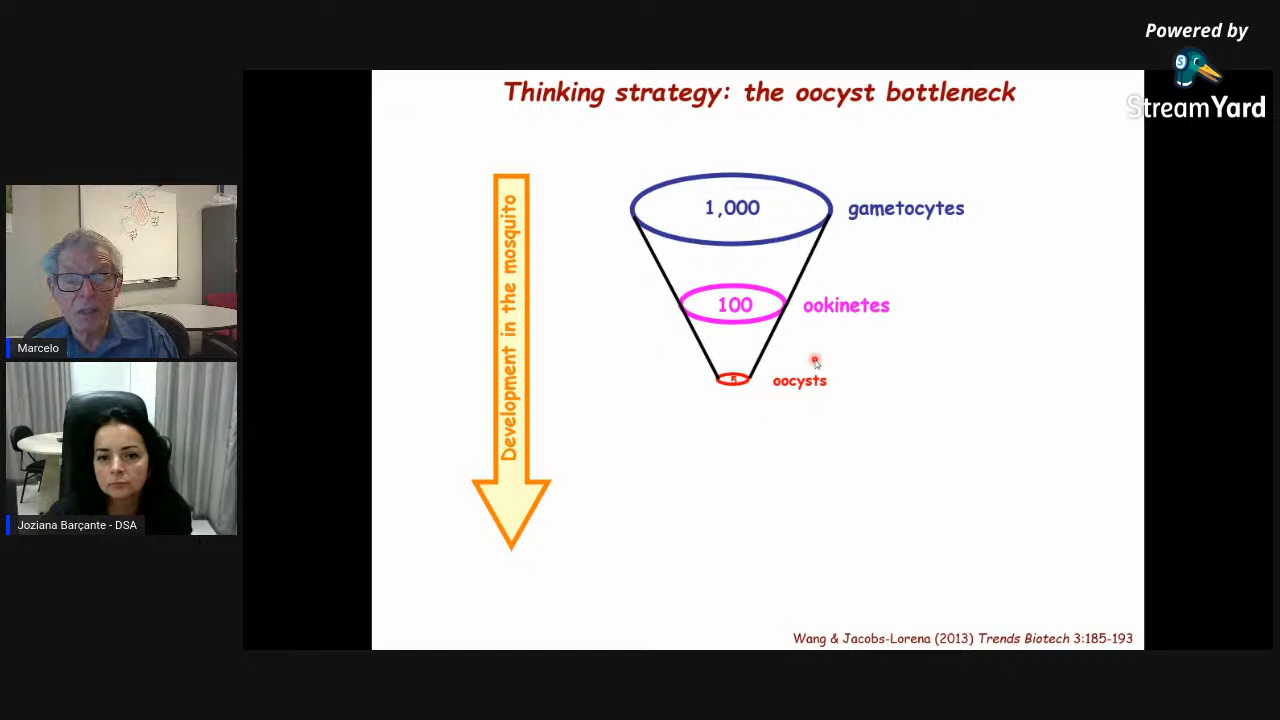 Powered by
StreamYard
Thinking strategy: the oocyst bottleneck
Development in the mosquito
1,000
gametocytes
100
ookinetes
5
oocysts
Marcelo
Joziana Barçante - DSA
Wang & Jacobs-Lorena (2013) Trends Biotech 3:185-193